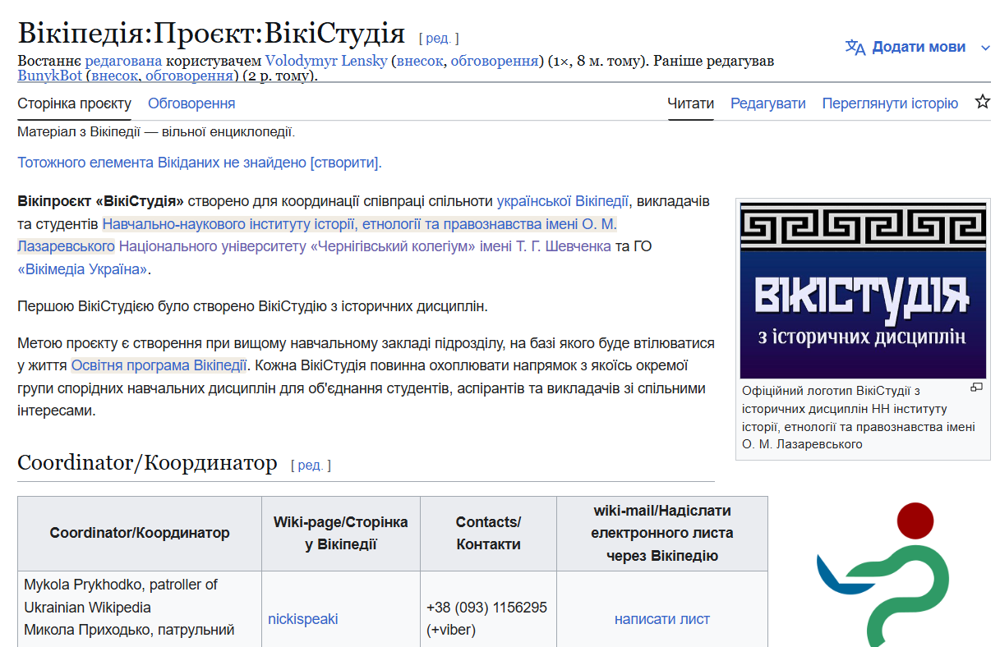 Вікіпедія:Проєкт:ВікіСтудія [ ред. ]
Востаннє редагована користувачем Volodymyr Lensky (внесок, обговорення) (1×, 8 м. тому). Раніше редагував
BunykBot (внесок, обговорення) (2 р. тому).
Додати мови
Сторінка проєкту Обговорення Читати Редагувати Переглянути історію
Матеріал з Вікіпедії — вільної енциклопедії.
Тотожного елемента Вікіданих не знайдено [створити].
Вікіпроєкт «ВікіСтудія» створено для координації співпраці спільноти української Вікіпедії, викладачів
та студентів Навчально-наукового інституту історії, етнології та правознавства імені О. М.
Лазаревського Національного університету «Чернігівський колегіум» імені Т. Г. Шевченка та ГО
«Вікімедіа Україна».
Першою ВікіСтудією було створено ВікіСтудію з історичних дисциплін.
Метою проєкту є створення при вищому навчальному закладі підрозділу, на базі якого буде втілюватися
у життя Освітня програма Вікіпедії. Кожна ВікіСтудія повинна охоплювати напрямок з якоїсь окремої
групи спорідних навчальних дисциплін для об'єднання студентів, аспірантів та викладачів зі спільними
інтересами.
ВІКІСТУДІЯ
з історичних дисциплін
Офіційний логотип ВікіСтудії з
історичних дисциплін НН інституту
історії, етнології та правознавства імені
О. М. Лазаревського
Coordinator/Координатор [ ред. ]
Coordinator/Координатор
Wiki-page/Сторінка
у Вікіпедії
Contacts/
Контакти
wiki-mail/Надіслати
електронного листа
через Вікіпедію
Mykola Prykhodko, patroller of
Ukrainian Wikipedia
Микола Приходько, патрульний
nickispeaki
+38 (093) 1156295
(+viber)
написати лист